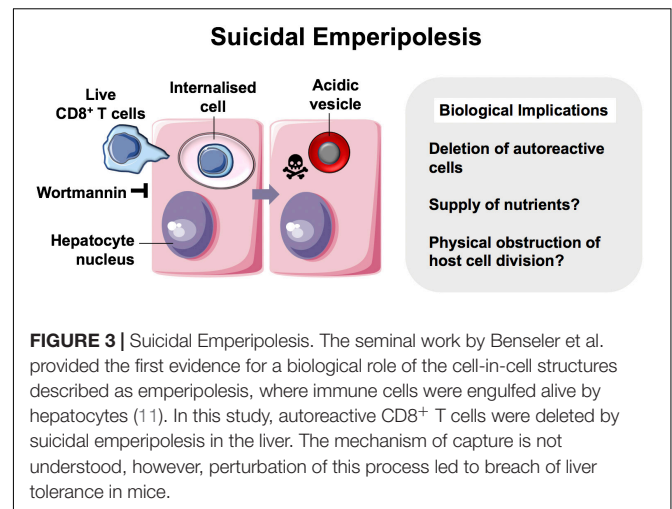 Suicidal Emperipolesis
Live
CD8⁺ T cells
Internalised
cell
Acidic
vesicle
Wortmannin
Hepatocyte
nucleus
Biological Implications
Deletion of autoreactive
cells
Supply of nutrients?
Physical obstruction of
host cell division?
FIGURE 3 | Suicidal Emperipolesis. The seminal work by Benseler et al.
provided the first evidence for a biological role of the cell-in-cell structures
described as emperipolesis, where immune cells were engulfed alive by
hepatocytes (11). In this study, autoreactive CD8⁺ T cells were deleted by
suicidal emperipolesis in the liver. The mechanism of capture is not
understood, however, perturbation of this process led to breach of liver
tolerance in mice.